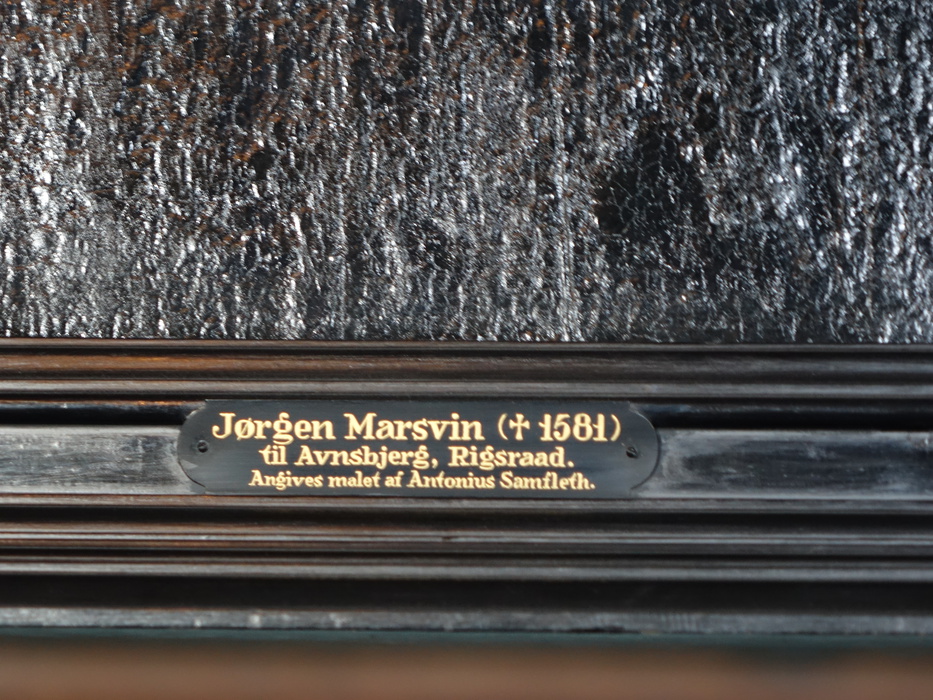 Jørgen Marsvin († 1581)
til Avnsbjerg, Rigsraad.
Angives malet af Antonius Samfleth.